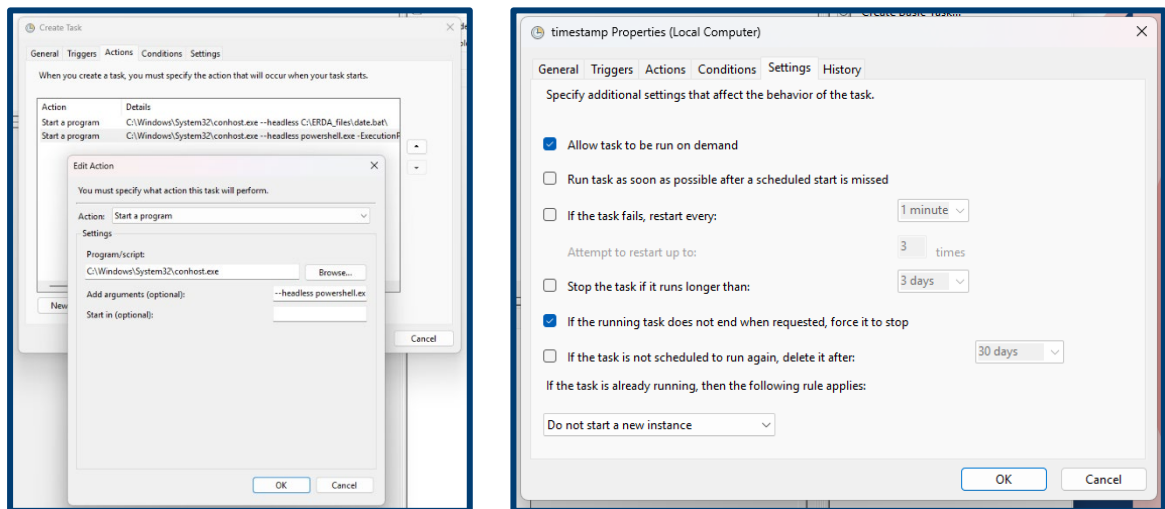 Create Task
General Triggers Actions Conditions Settings
When you create a task, you must specify the action that will occur when your task starts.
Action Details
Start a program C:\Windows\System32\conhost.exe --headless C:\ERDA_files\date.bat\
Start a program C:\Windows\System32\conhost.exe --headless powershell.exe -ExecutionP
Edit Action
You must specify what action this task will perform.
Action: Start a program
Settings
Program/script:
C:\Windows\System32\conhost.exe Browse...
Add arguments (optional): --headless powershell.ex
Start in (optional):
New
Cancel
OK Cancel
timestamp Properties (Local Computer)
General Triggers Actions Conditions Settings History
Specify additional settings that affect the behavior of the task.
Allow task to be run on demand
Run task as soon as possible after a scheduled start is missed
If the task fails, restart every: 1 minute
Attempt to restart up to: 3 times
Stop the task if it runs longer than: 3 days
If the running task does not end when requested, force it to stop
If the task is not scheduled to run again, delete it after: 30 days
If the task is already running, then the following rule applies:
Do not start a new instance
OK Cancel